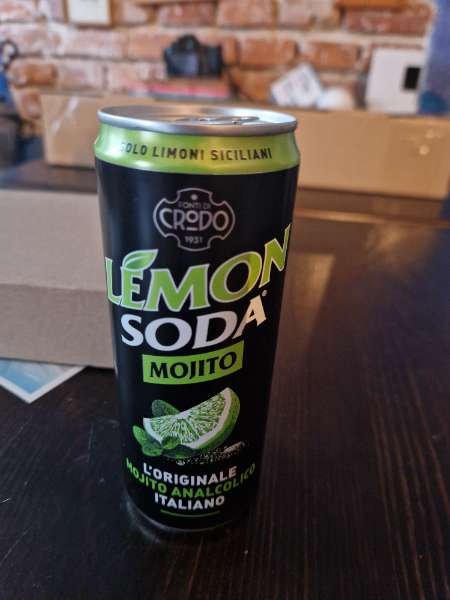 SOLO LIMONI SICILIANI
FONTI DI
CRODO
1931
LEMON
SODA®
MOJITO
L'ORIGINALE
MOJITO ANALCOLICO
ITALIANO